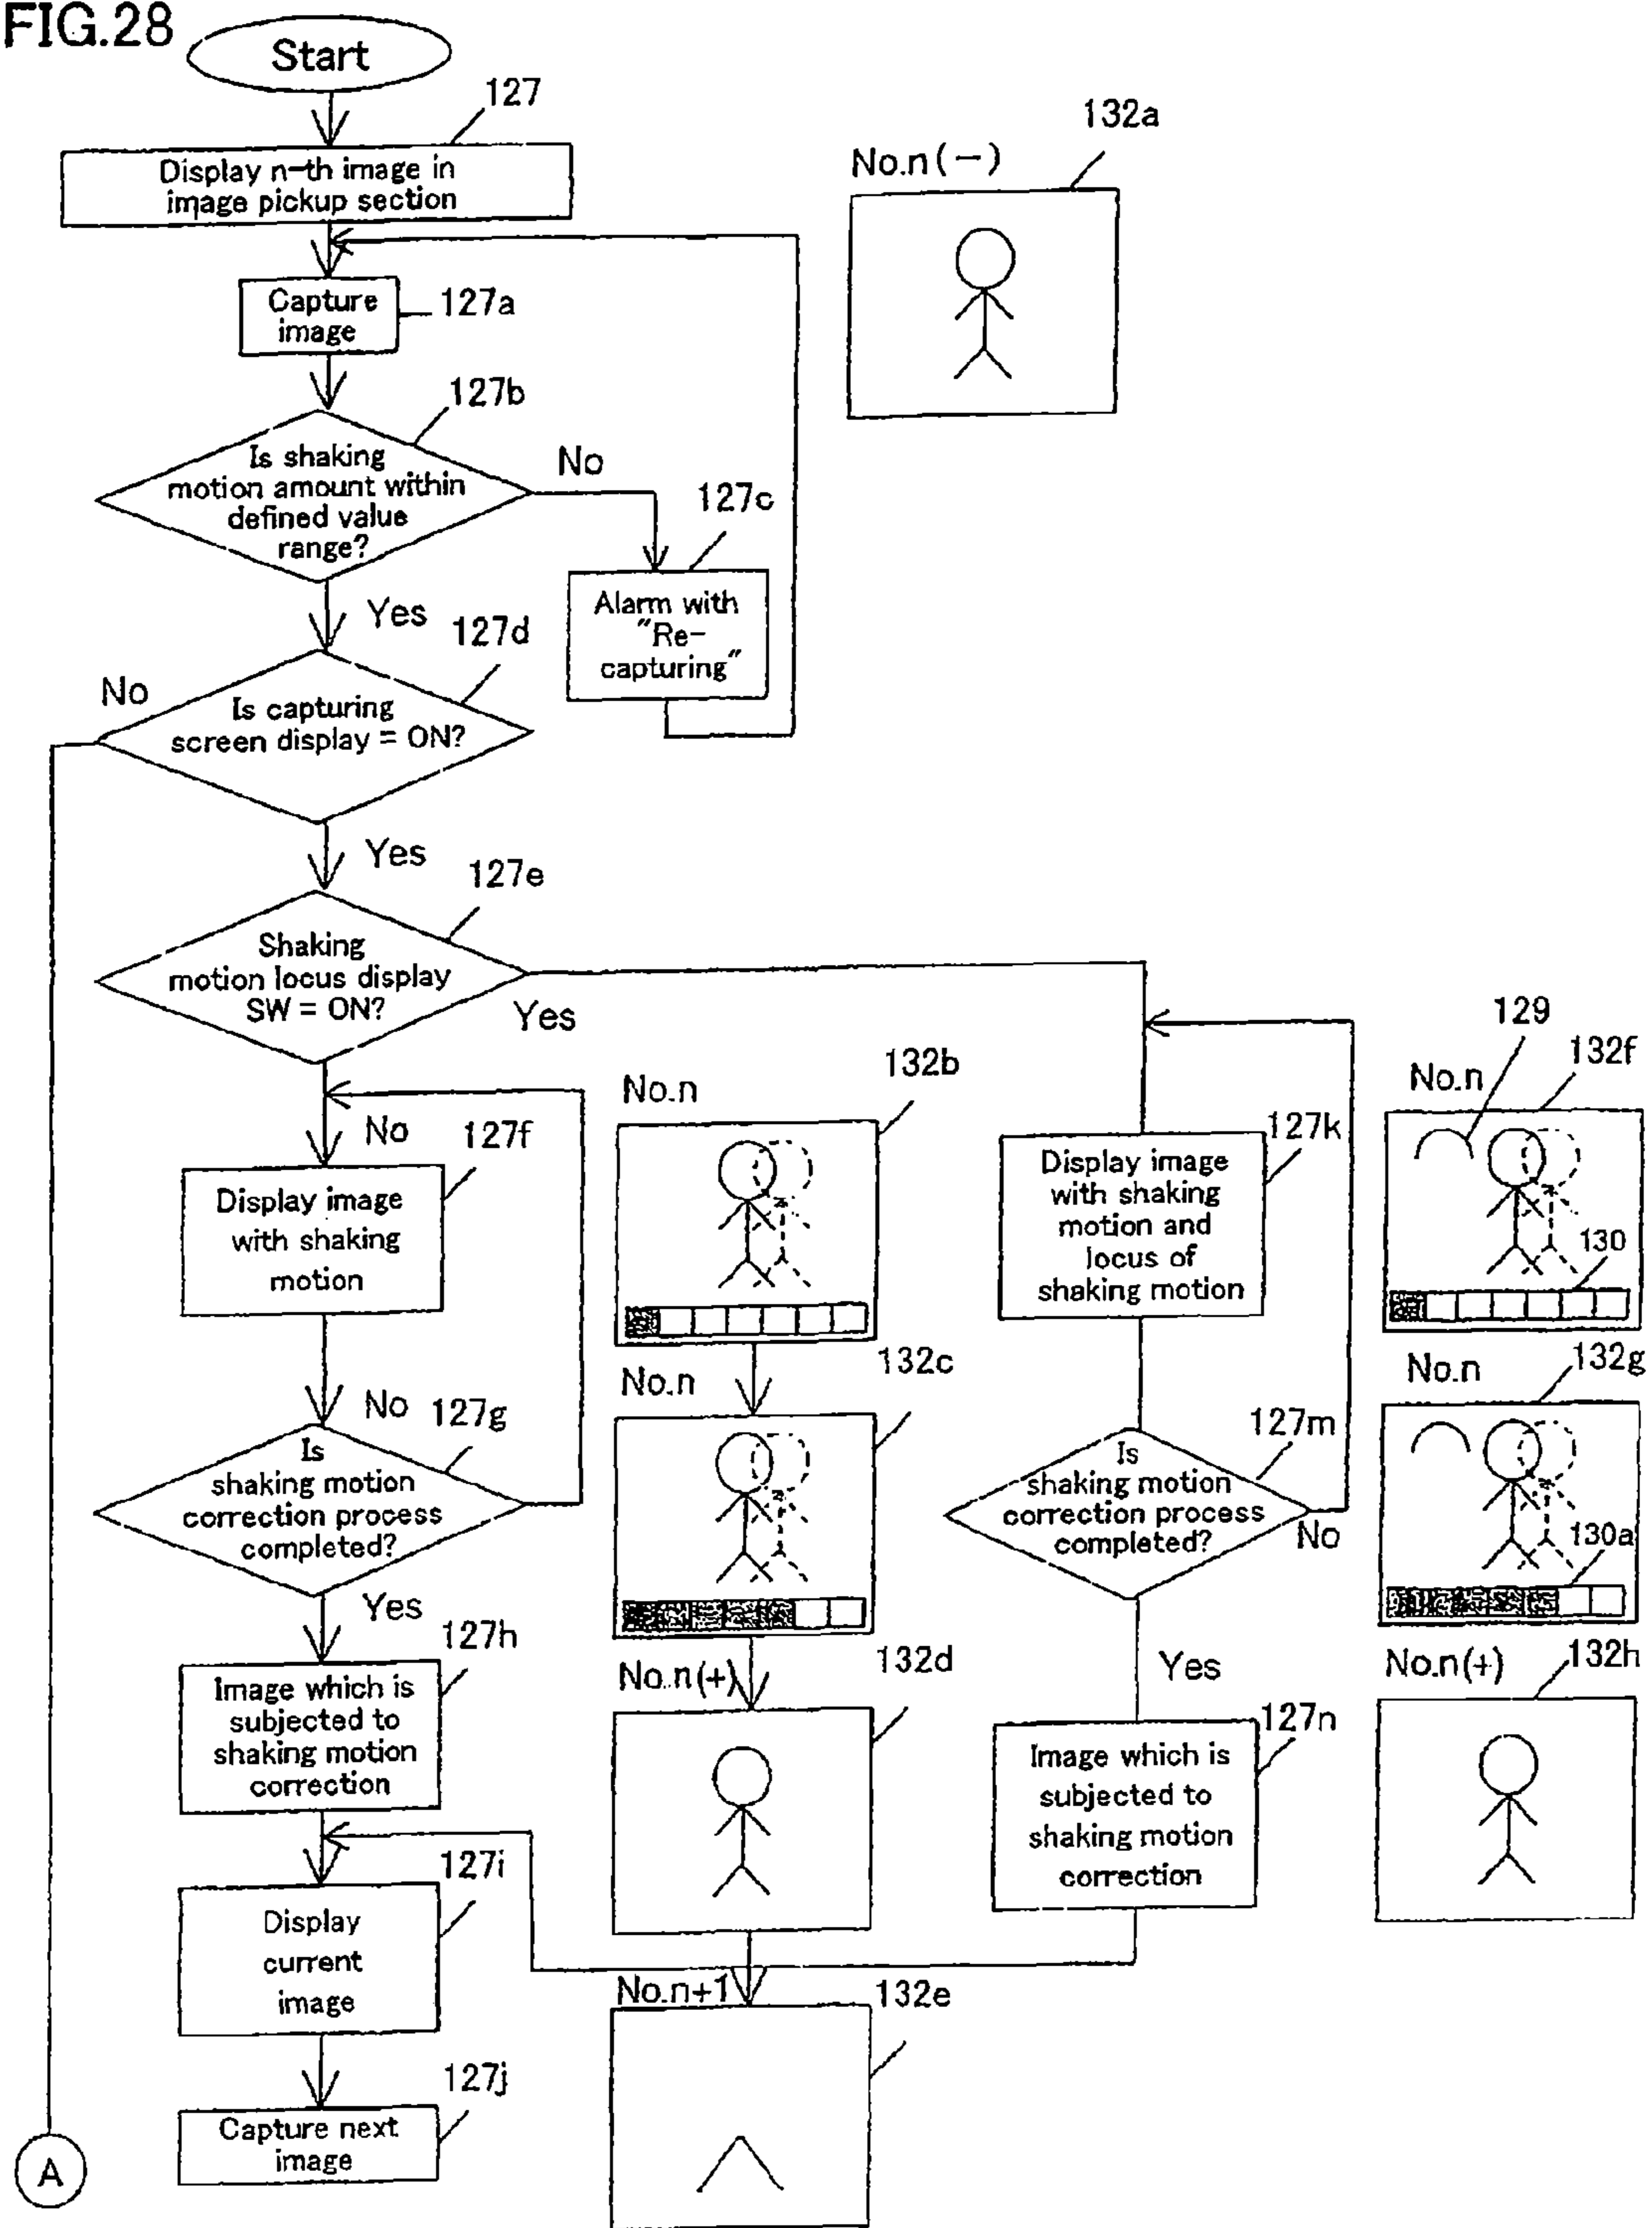 FIG.28
Start
127
Display n-th image in
image pickup section
132a
No.n(−)
Capture
image
127a
127b
Is shaking
motion amount within
defined value
range?
No
127c
Alarm with
"Re-
capturing"
Yes
127d
No
Is capturing
screen display = ON?
Yes
127e
Shaking
motion locus display
SW = ON?
Yes
No
127f
Display image
with shaking
motion
No
127g
Is
shaking motion
correction process
completed?
Yes
127h
Image which is
subjected to
shaking motion
correction
127i
Display
current
image
127j
Capture next
image
A
No.n
132b
No.n
132c
No.n(+)
132d
No.n+1
132e
127k
Display image
with shaking
motion and
locus of
shaking motion
127m
Is
shaking motion
correction process
completed?
No
Yes
127n
Image which is
subjected to
shaking motion
correction
129
No.n
132f
130
No.n
132g
130a
No.n(+)
132h